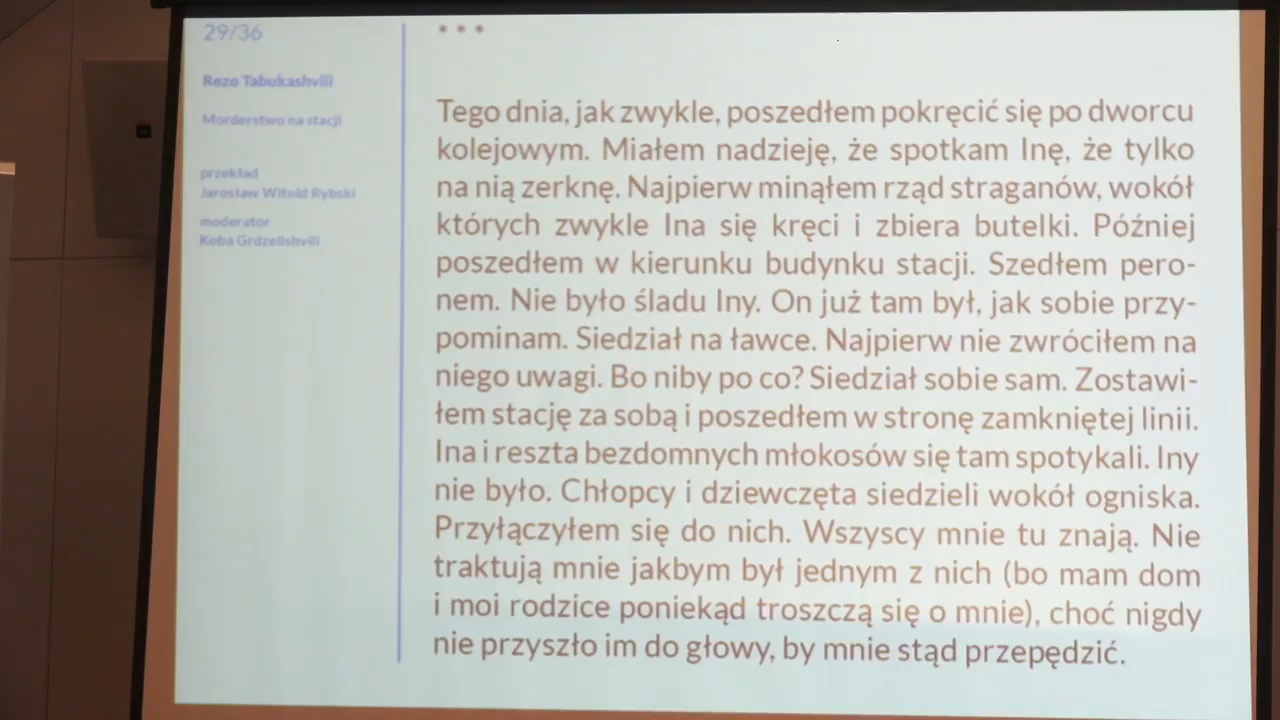 29/36
Rezo Tabukashvili
Morderstwo na stacji
przekład
Jarosław Witold Rybski
moderator
Koba Grdzelishvili
* * *
Tego dnia, jak zwykle, poszedłem pokręcić się po dworcu
kolejowym. Miałem nadzieję, że spotkam Inę, że tylko
na nią zerknę. Najpierw minąłem rząd straganów, wokół
których zwykle Ina się kręci i zbiera butelki. Później
poszedłem w kierunku budynku stacji. Szedłem pero-
nem. Nie było śladu Iny. On już tam był, jak sobie przy-
pominam. Siedział na ławce. Najpierw nie zwróciłem na
niego uwagi. Bo niby po co? Siedział sobie sam. Zostawi-
łem stację za sobą i poszedłem w stronę zamkniętej linii.
Ina i reszta bezdomnych młokosów się tam spotykali. Iny
nie było. Chłopcy i dziewczęta siedzieli wokół ogniska.
Przyłączyłem się do nich. Wszyscy mnie tu znają. Nie
traktują mnie jakbym był jednym z nich (bo mam dom
i moi rodzice poniekąd troszczą się o mnie), choć nigdy
nie przyszło im do głowy, by mnie stąd przepędzić.